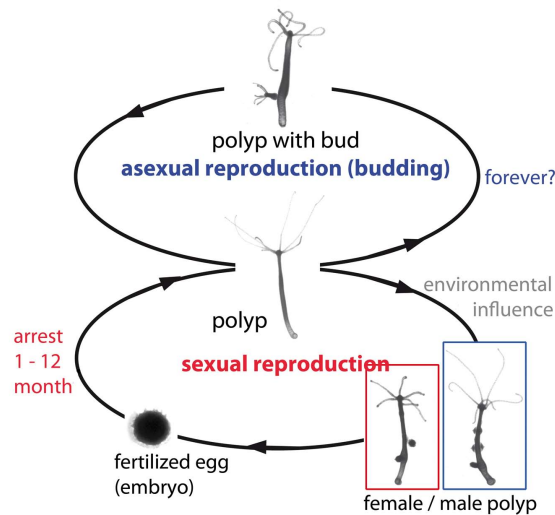 polyp with bud
asexual reproduction (budding)
forever?
environmental
influence
polyp
arrest
1 - 12
month
sexual reproduction
fertilized egg
(embryo)
female / male polyp